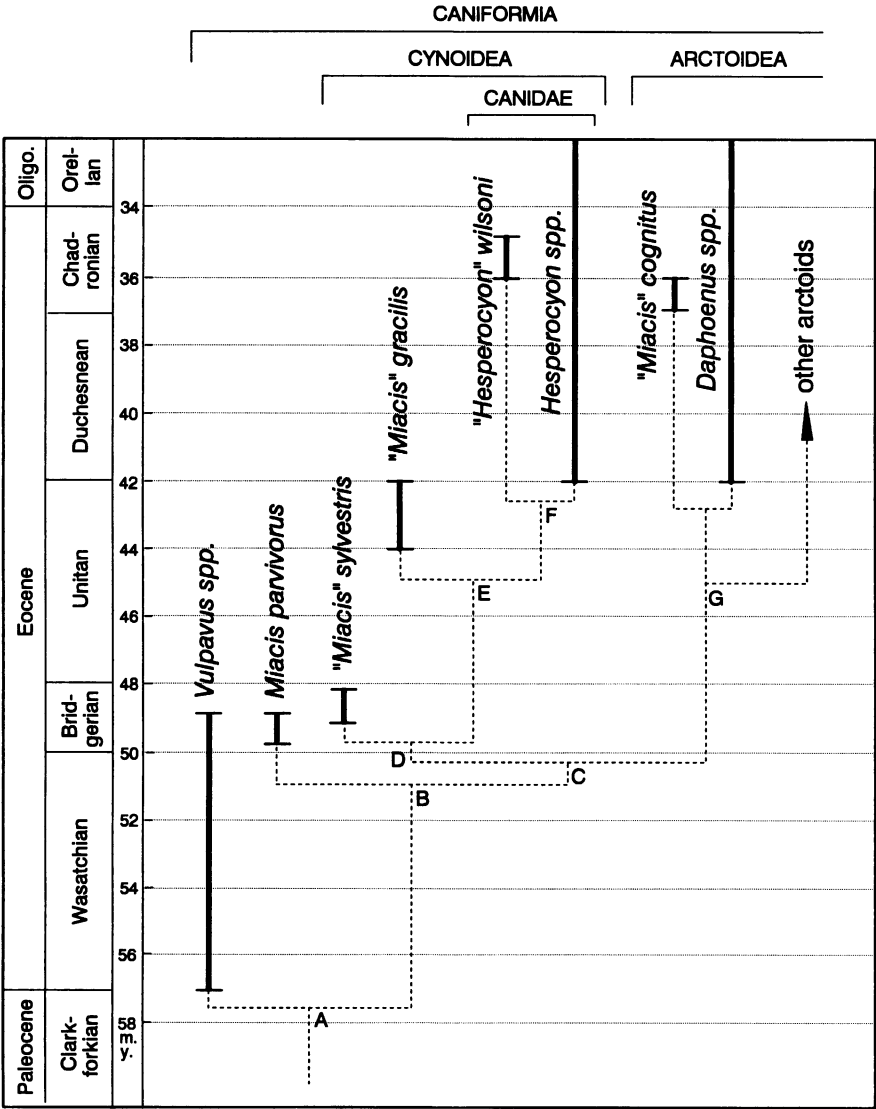 CANIFORMIA
CYNOIDEA
ARCTOIDEA
CANIDAE
Oligo.
Orel-
lan
Eocene
Chad-
ronian
Duchesnean
Unitan
Brid-
gerian
Wasatchian
Paleocene
Clark-
forkian
34
36
38
40
42
44
46
48
50
52
54
56
58
m.
y.
Vulpavus spp.
Miacis parvivorus
"Miacis" sylvestris
"Miacis" gracilis
"Hesperocyon" wilsoni
Hesperocyon spp.
"Miacis" cognitus
Daphoenus spp.
other arctoids
F
E
G
D
C
B
A